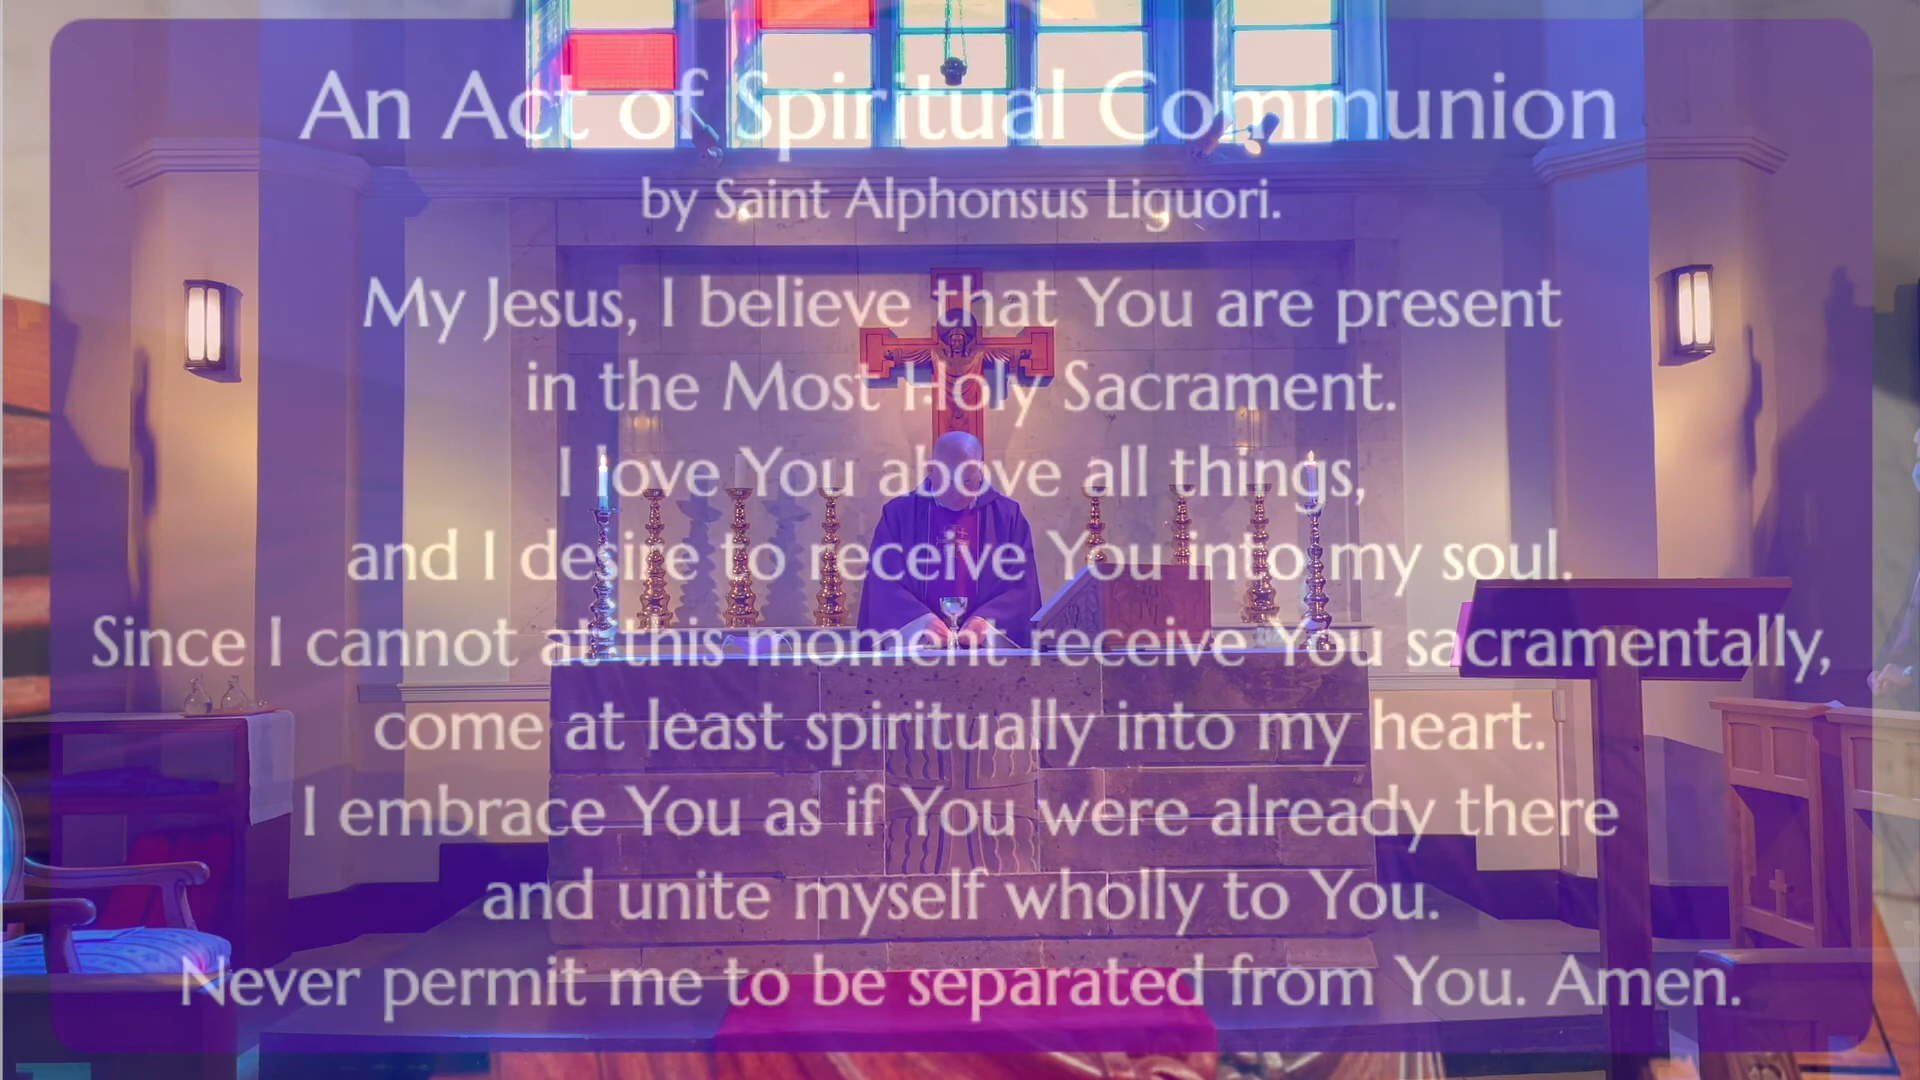 An Act of Spiritual Communion
by Saint Alphonsus Liguori.
My Jesus, I believe that You are present
in the Most Holy Sacrament.
I love You above all things,
and I desire to receive You into my soul.
Since I cannot at this moment receive You sacramentally,
come at least spiritually into my heart.
I embrace You as if You were already there
and unite myself wholly to You.
Never permit me to be separated from You. Amen.